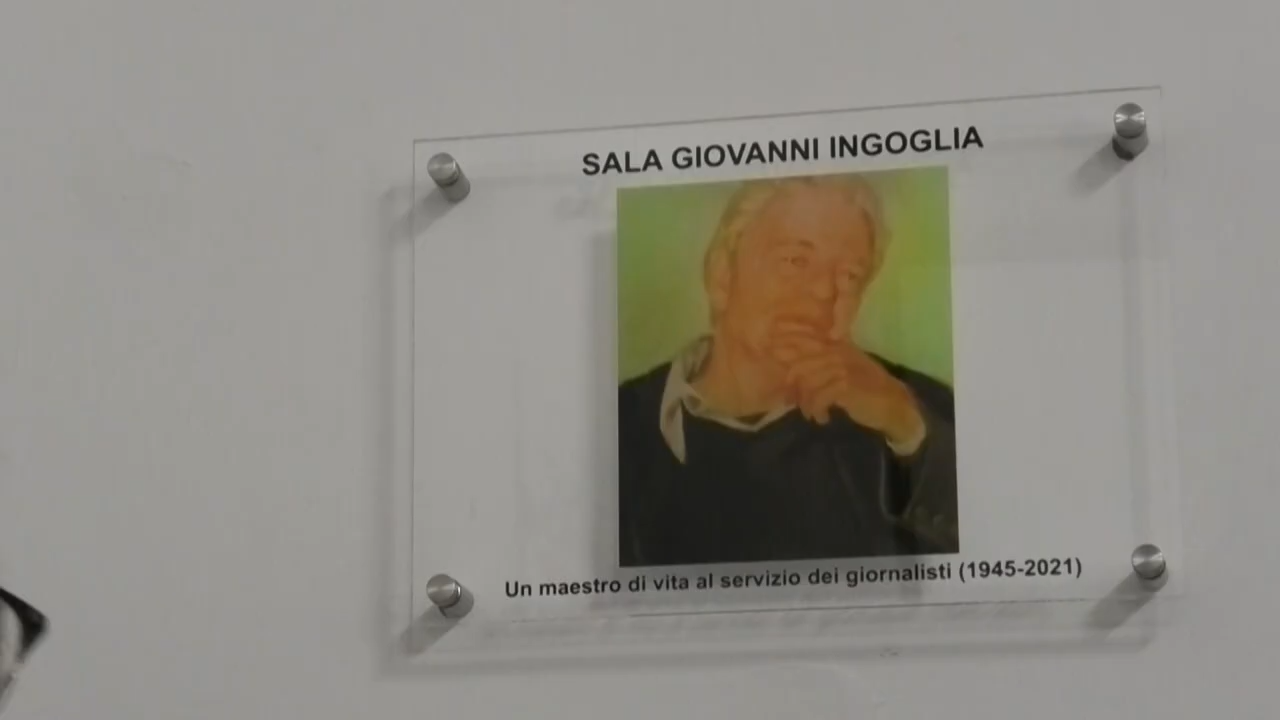 SALA GIOVANNI INGOGLIA
Un maestro di vita al servizio dei giornalisti (1945-2021)